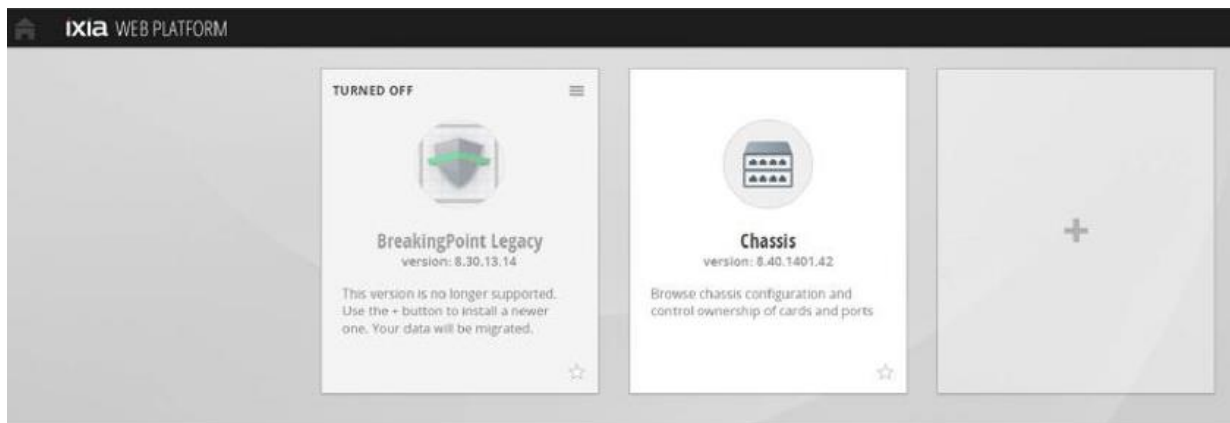 ixia WEB PLATFORM
TURNED OFF
BreakingPoint Legacy
version: 8.30.13.14
This version is no longer supported.
Use the + button to install a newer
one. Your data will be migrated.
Chassis
version: 8.40.1401.42
Browse chassis configuration and
control ownership of cards and ports
+